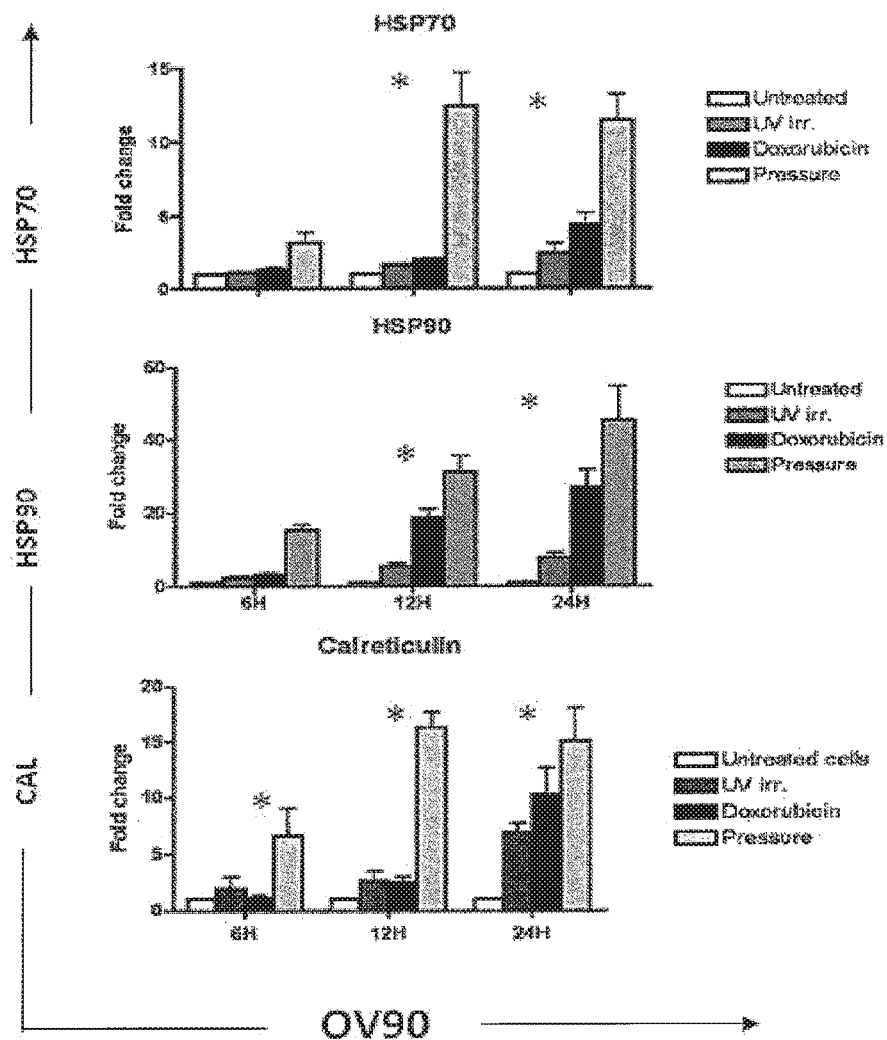 HSP70
HSP70
Fold change
15
10
5
0
*
*
Untreated
UV irr.
Doxorubicin
Pressure
HSP90
HSP90
Fold change
60
40
20
0
*
*
6H
12H
24H
Untreated
UV irr.
Doxorubicin
Pressure
CAL
Calreticulin
Fold change
20
15
10
5
0
*
*
*
6H
12H
24H
Untreated cells
UV irr.
Doxorubicin
Pressure
OV90